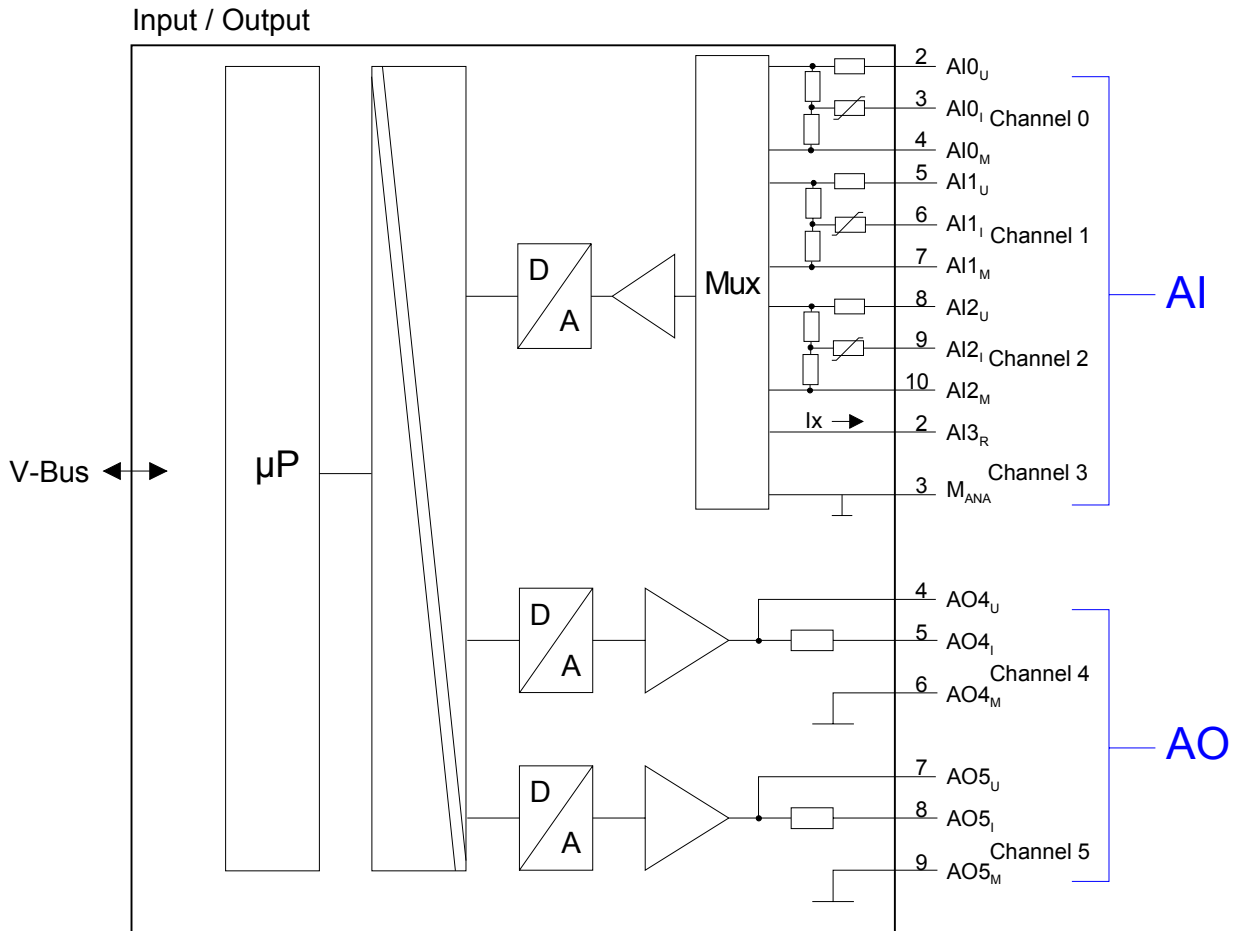 Input / Output
V-Bus
µP
D
A
Mux
2 AI0U
3 AI0I
Channel 0
4 AI0M
5 AI1U
6 AI1I
Channel 1
7 AI1M
8 AI2U
9 AI2I
Channel 2
10 AI2M
Ix
2 AI3R
Channel 3
3 MANA
AI
D
A
4 AO4U
5 AO4I
Channel 4
6 AO4M
D
A
7 AO5U
8 AO5I
Channel 5
9 AO5M
AO